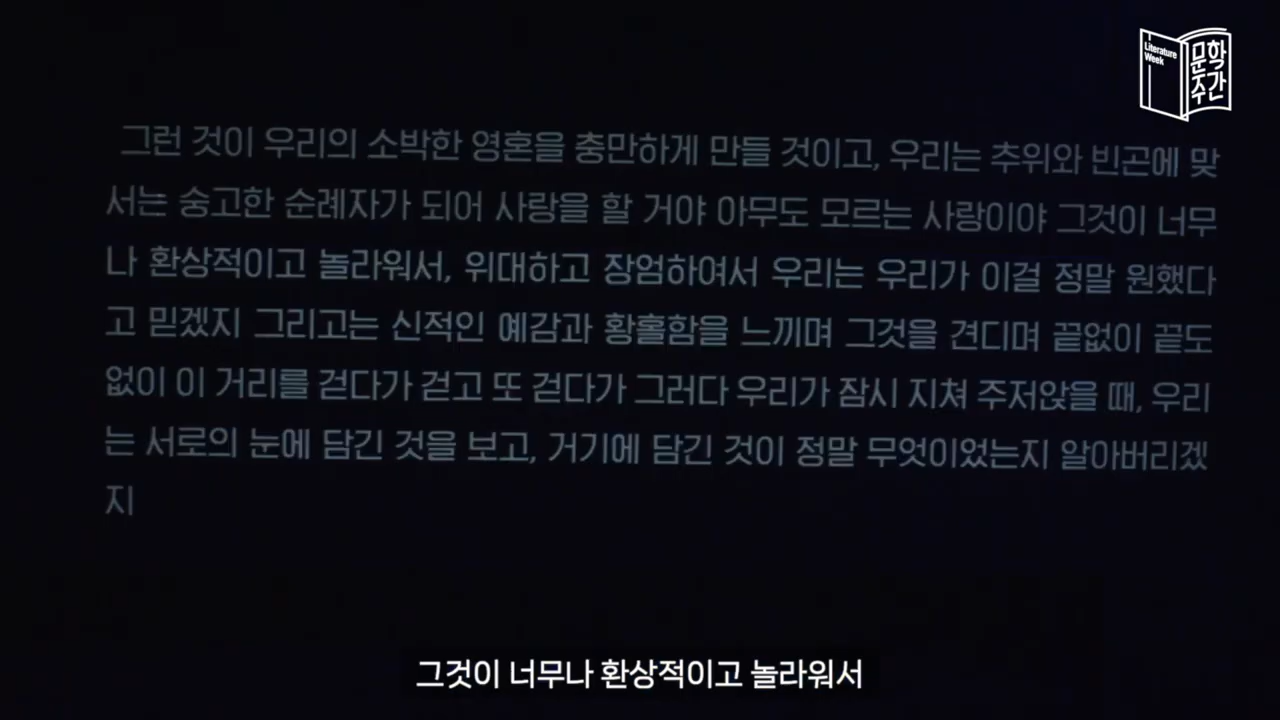 Literature
Week
문학
주간
그런 것이 우리의 소박한 영혼을 충만하게 만들 것이고, 우리는 추위와 빈곤에 맞
서는 숭고한 순례자가 되어 사랑을 할 거야 아무도 모르는 사랑이야 그것이 너무
나 환상적이고 놀라워서, 위대하고 장엄하여서 우리는 우리가 이걸 정말 원했다
고 믿겠지 그리고는 신적인 예감과 황홀함을 느끼며 그것을 견디며 끝없이 끝도
없이 이 거리를 걷다가 걷고 또 걷다가 그러다 우리가 잠시 지쳐 주저앉을 때, 우리
는 서로의 눈에 담긴 것을 보고, 거기에 담긴 것이 정말 무엇이었는지 알아버리겠
지
그것이 너무나 환상적이고 놀라워서